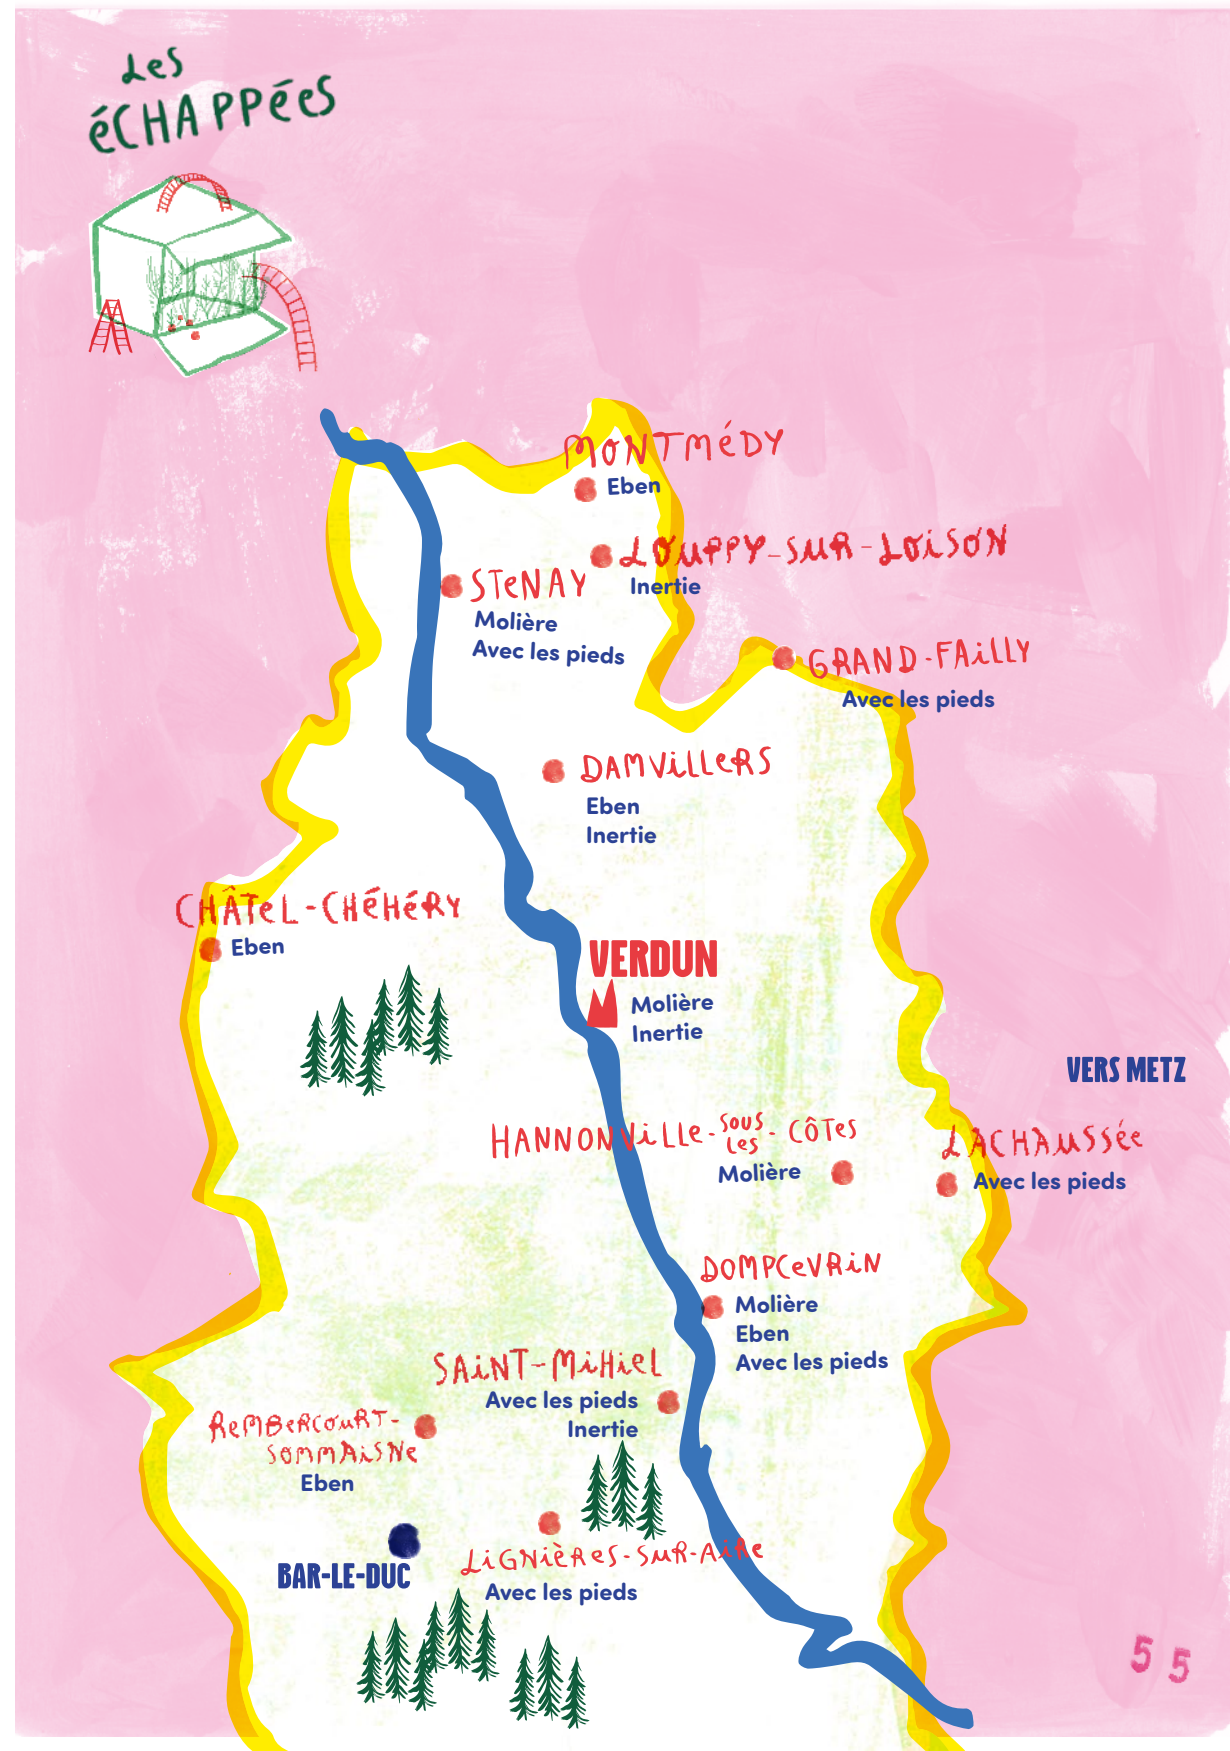 Les
éCHAPPÉES
MONTMÉDY
Eben
LOUPPY-SUR-LOiSON
Inertie
STeNAY
Molière
Avec les pieds
GRAND-FAiLLY
Avec les pieds
DAMViLLeRS
Eben
Inertie
CHÂTeL-CHÉHÉRY
Eben
VERDUN
Molière
Inertie
VERS METZ
HANNONViLLe-SOUS-LeS-CÔTeS
Molière
LACHAUSSée
Avec les pieds
DOMPCeVRiN
Molière
Eben
Avec les pieds
SAiNT-MiHieL
Avec les pieds
Inertie
ReMBeRCOuRT-
SOMMAiSNe
Eben
BAR-LE-DUC
LiGNièReS-SuR-AiRe
Avec les pieds
55